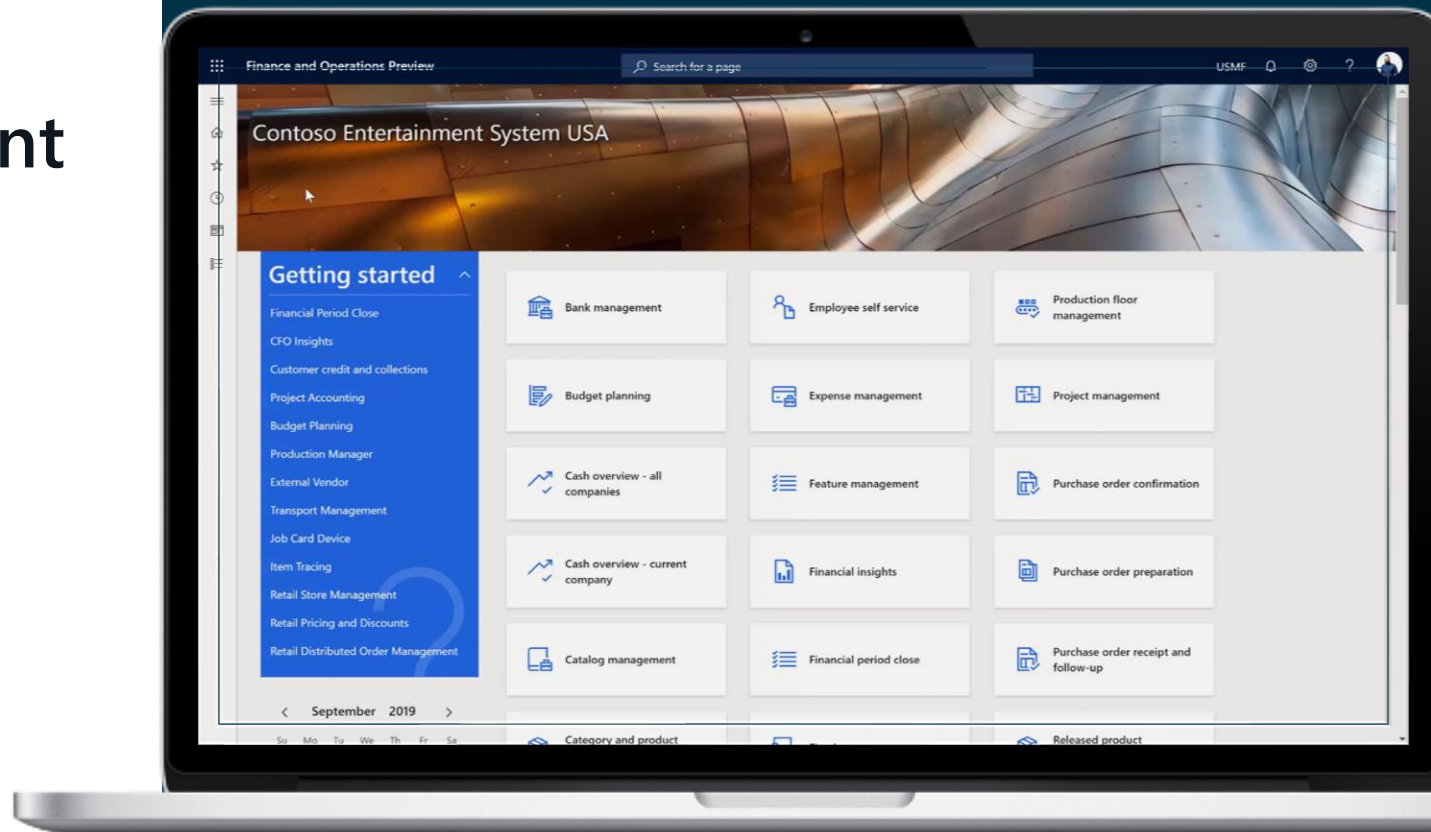 nt
Finance and Operations Preview
Search for a page
USMF
?
Contoso Entertainment System USA
Getting started
Financial Period Close
CFO Insights
Customer credit and collections
Project Accounting
Budget Planning
Production Manager
External Vendor
Transport Management
Job Card Device
Item Tracing
Retail Store Management
Retail Pricing and Discounts
Retail Distributed Order Management
September 2019
Su Mo Tu We Th Fr Sa
Bank management
Employee self service
Production floor
management
Budget planning
Expense management
Project management
Cash overview - all
companies
Feature management
Purchase order confirmation
Cash overview - current
company
Financial insights
Purchase order preparation
Catalog management
Financial period close
Purchase order receipt and
follow-up
Category and product
Released product